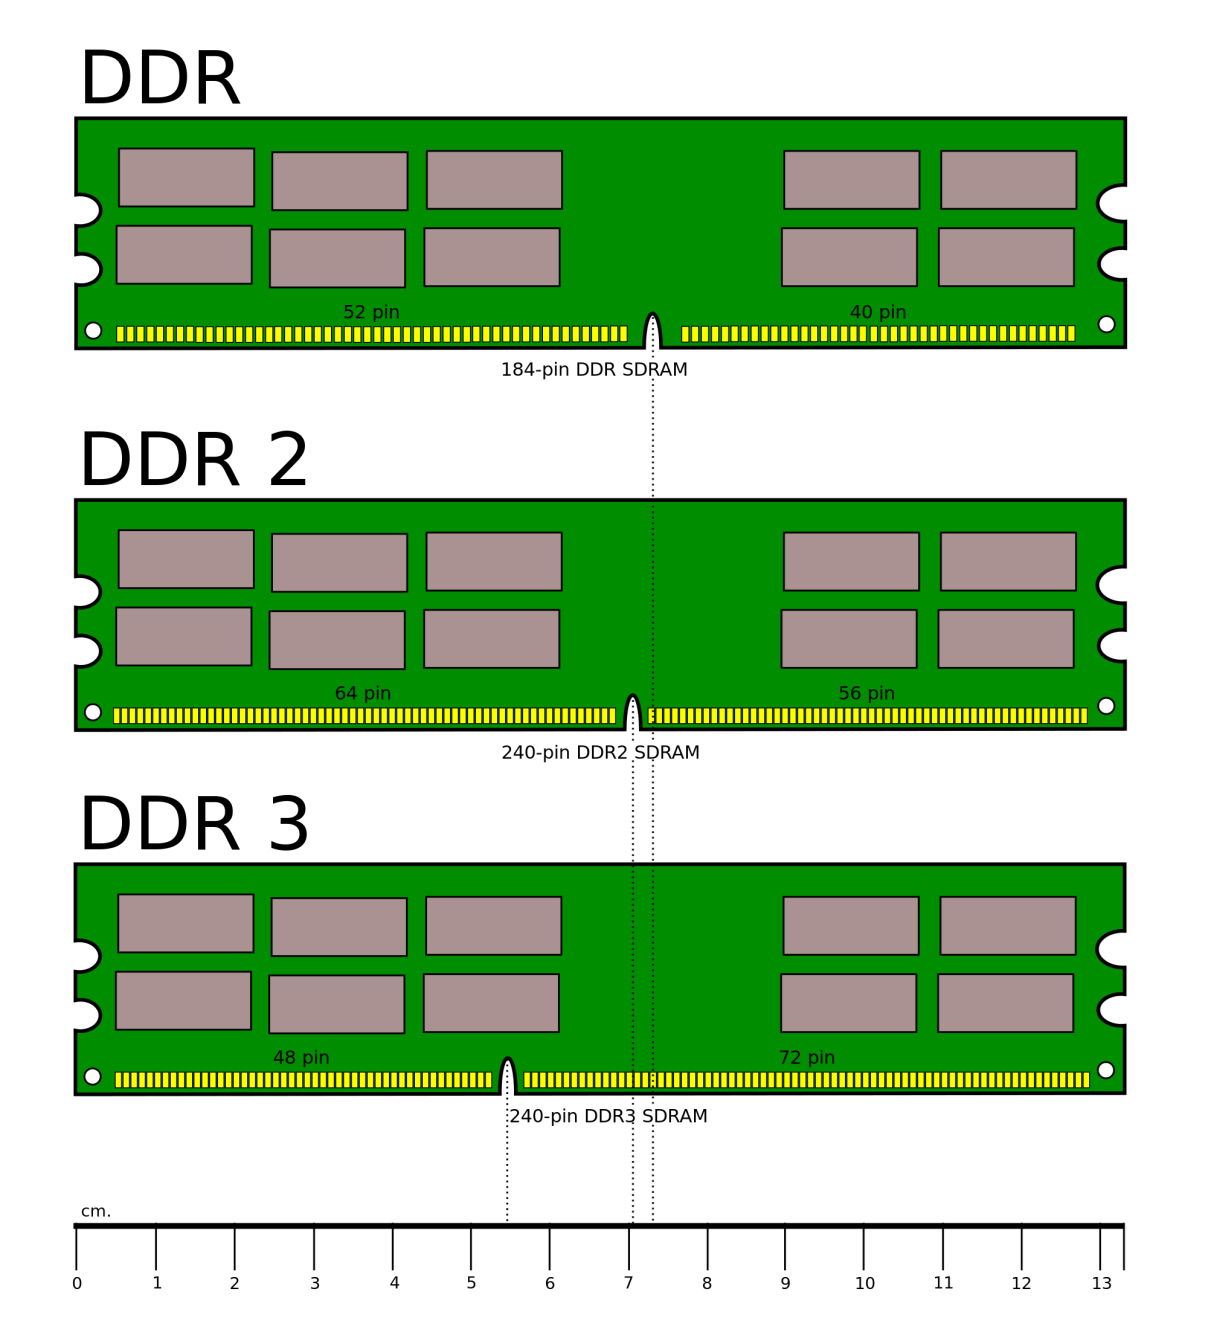 DDR
52 pin 40 pin
184-pin DDR SDRAM
DDR 2
64 pin 56 pin
240-pin DDR2 SDRAM
DDR 3
48 pin 72 pin
240-pin DDR3 SDRAM
cm.
0 1 2 3 4 5 6 7 8 9 10 11 12 13